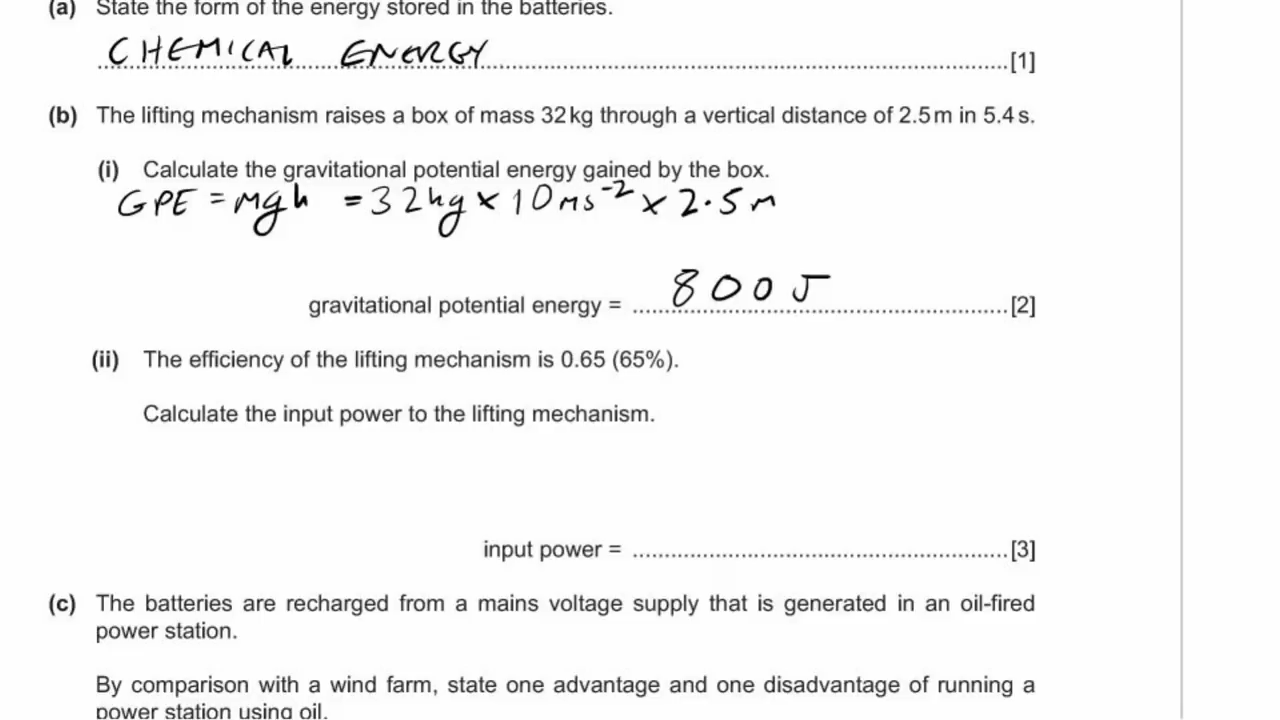 (a) State the form of the energy stored in the batteries.
CHEMICAL ENERGY [1]
(b) The lifting mechanism raises a box of mass 32 kg through a vertical distance of 2.5 m in 5.4 s.
(i) Calculate the gravitational potential energy gained by the box.
GPE = mgh = 32kg × 10ms⁻² × 2.5m
gravitational potential energy = 800J [2]
(ii) The efficiency of the lifting mechanism is 0.65 (65%).
Calculate the input power to the lifting mechanism.
input power = [3]
(c) The batteries are recharged from a mains voltage supply that is generated in an oil-fired
power station.
By comparison with a wind farm, state one advantage and one disadvantage of running a
power station using oil.